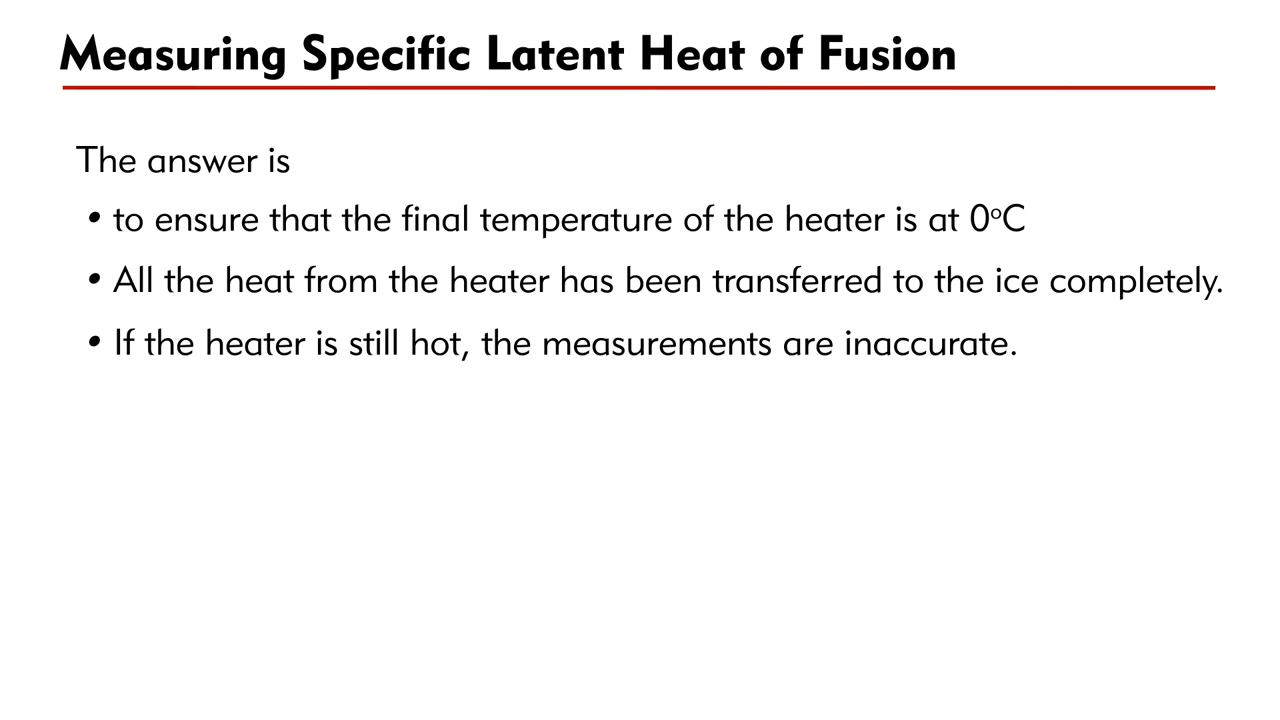 Measuring Specific Latent Heat of Fusion
The answer is
• to ensure that the final temperature of the heater is at 0ºC
• All the heat from the heater has been transferred to the ice completely.
• If the heater is still hot, the measurements are inaccurate.